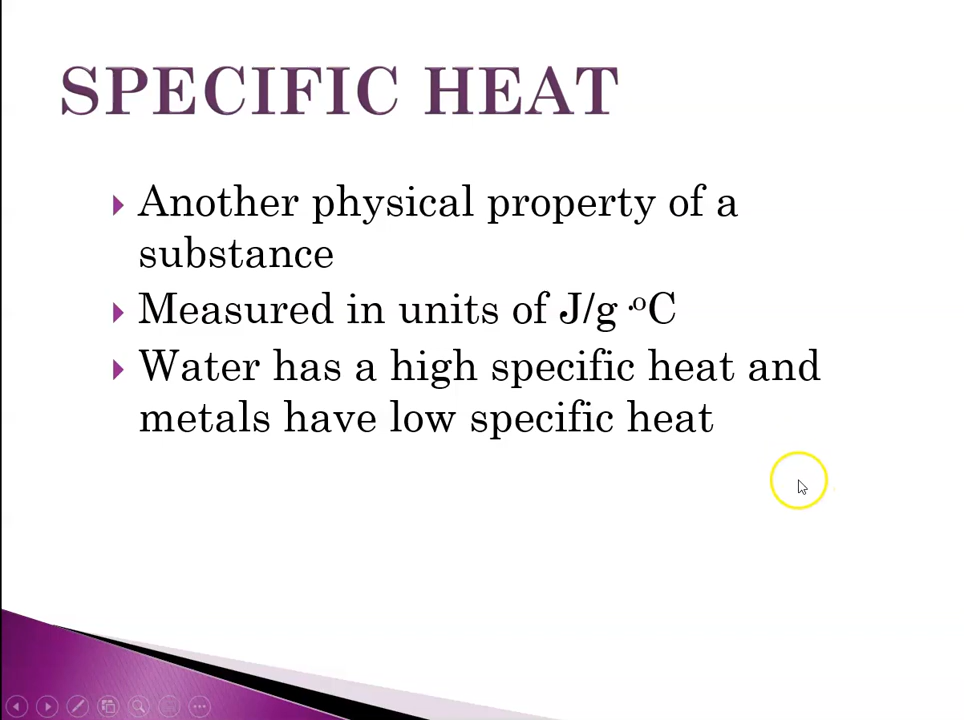 SPECIFIC HEAT
Another physical property of a
substance
Measured in units of J/g·ºC
Water has a high specific heat and
metals have low specific heat